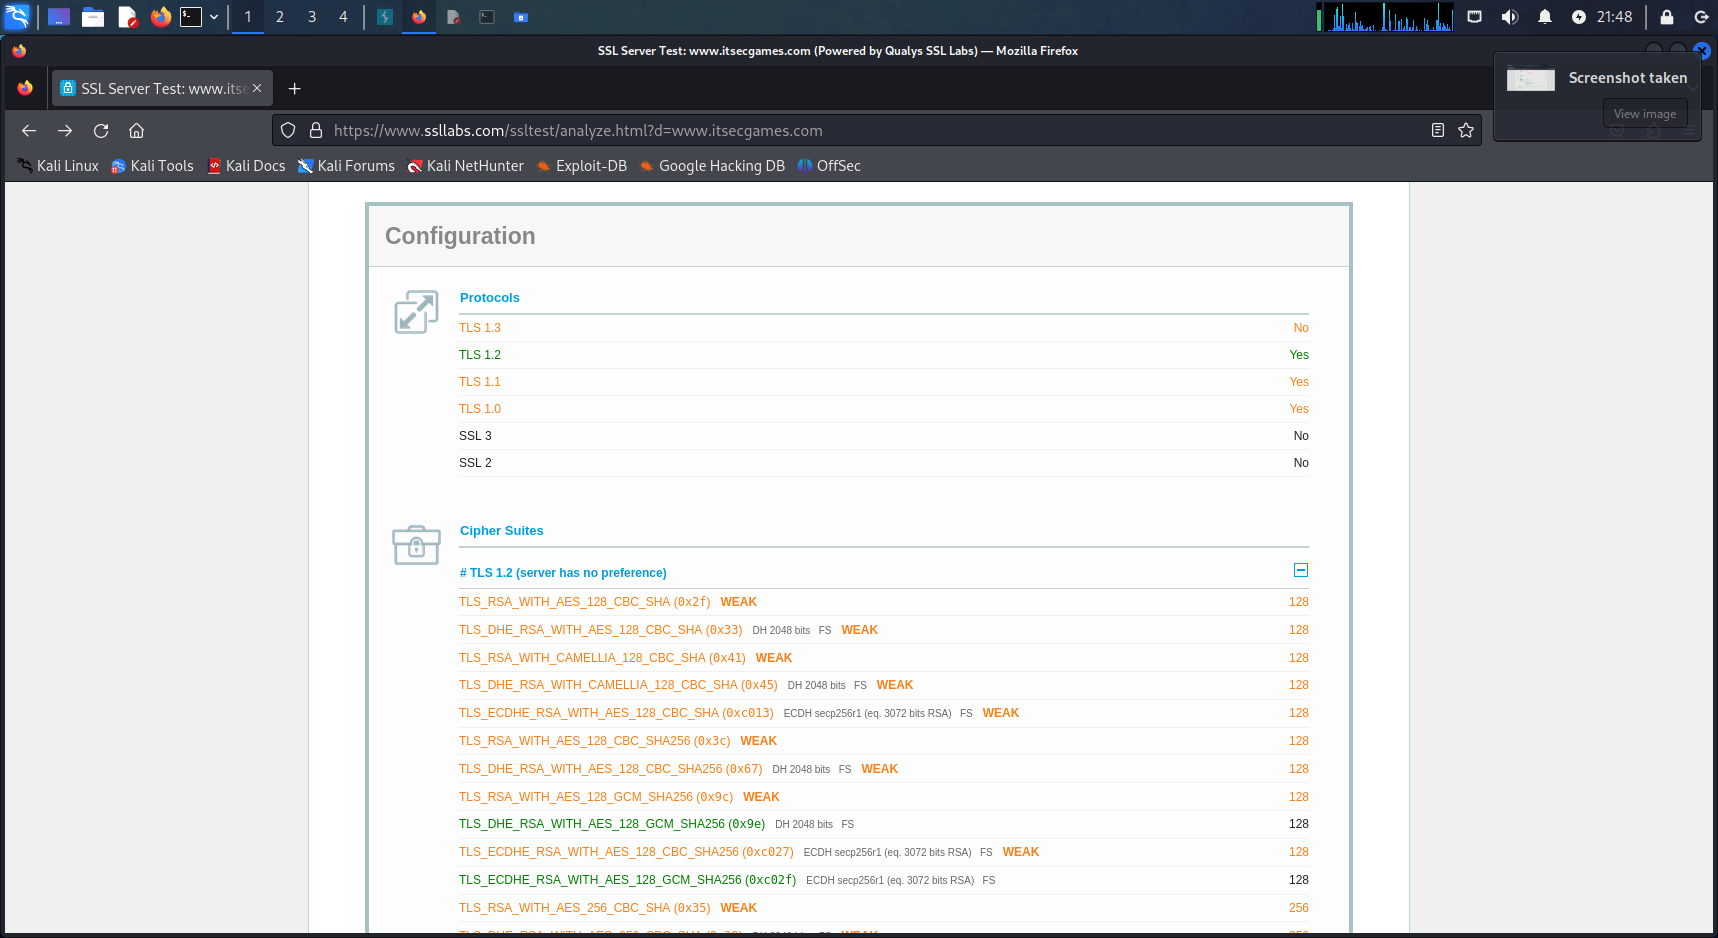 1 2 3 4 21:48
SSL Server Test: www.itsecgames.com (Powered by Qualys SSL Labs) — Mozilla Firefox
SSL Server Test: www.itse
Screenshot taken
View image
https://www.ssllabs.com/ssltest/analyze.html?d=www.itsecgames.com
Kali Linux Kali Tools Kali Docs Kali Forums Kali NetHunter Exploit-DB Google Hacking DB OffSec
Configuration
Protocols
TLS 1.3 No
TLS 1.2 Yes
TLS 1.1 Yes
TLS 1.0 Yes
SSL 3 No
SSL 2 No
Cipher Suites
# TLS 1.2 (server has no preference)
TLS_RSA_WITH_AES_128_CBC_SHA (0x2f) WEAK 128
TLS_DHE_RSA_WITH_AES_128_CBC_SHA (0x33) DH 2048 bits FS WEAK 128
TLS_RSA_WITH_CAMELLIA_128_CBC_SHA (0x41) WEAK 128
TLS_DHE_RSA_WITH_CAMELLIA_128_CBC_SHA (0x45) DH 2048 bits FS WEAK 128
TLS_ECDHE_RSA_WITH_AES_128_CBC_SHA (0xc013) ECDH secp256r1 (eq. 3072 bits RSA) FS WEAK 128
TLS_RSA_WITH_AES_128_CBC_SHA256 (0x3c) WEAK 128
TLS_DHE_RSA_WITH_AES_128_CBC_SHA256 (0x67) DH 2048 bits FS WEAK 128
TLS_RSA_WITH_AES_128_GCM_SHA256 (0x9c) WEAK 128
TLS_DHE_RSA_WITH_AES_128_GCM_SHA256 (0x9e) DH 2048 bits FS 128
TLS_ECDHE_RSA_WITH_AES_128_CBC_SHA256 (0xc027) ECDH secp256r1 (eq. 3072 bits RSA) FS WEAK 128
TLS_ECDHE_RSA_WITH_AES_128_GCM_SHA256 (0xc02f) ECDH secp256r1 (eq. 3072 bits RSA) FS 128
TLS_RSA_WITH_AES_256_CBC_SHA (0x35) WEAK 256